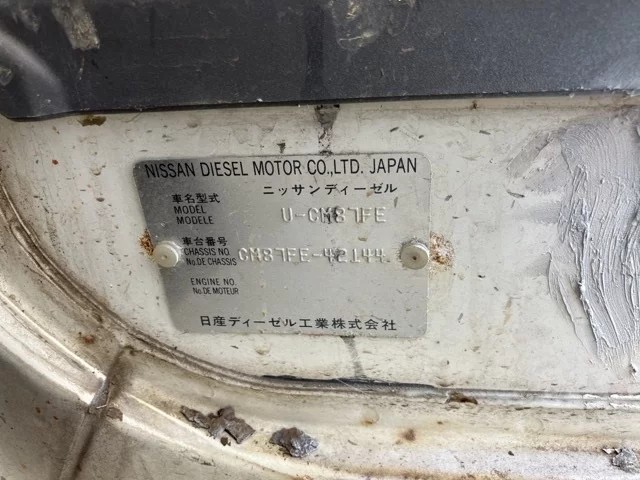 NISSAN DIESEL MOTOR CO.,LTD. JAPAN
ニッサンディーゼル
車名型式
MODEL
MODELE
U-CM87FE
車台番号
CHASSIS NO.
No.DE CHASSIS
CM87FE-42144
ENGINE NO.
No.DE MOTEUR
日産ディーゼル工業株式会社